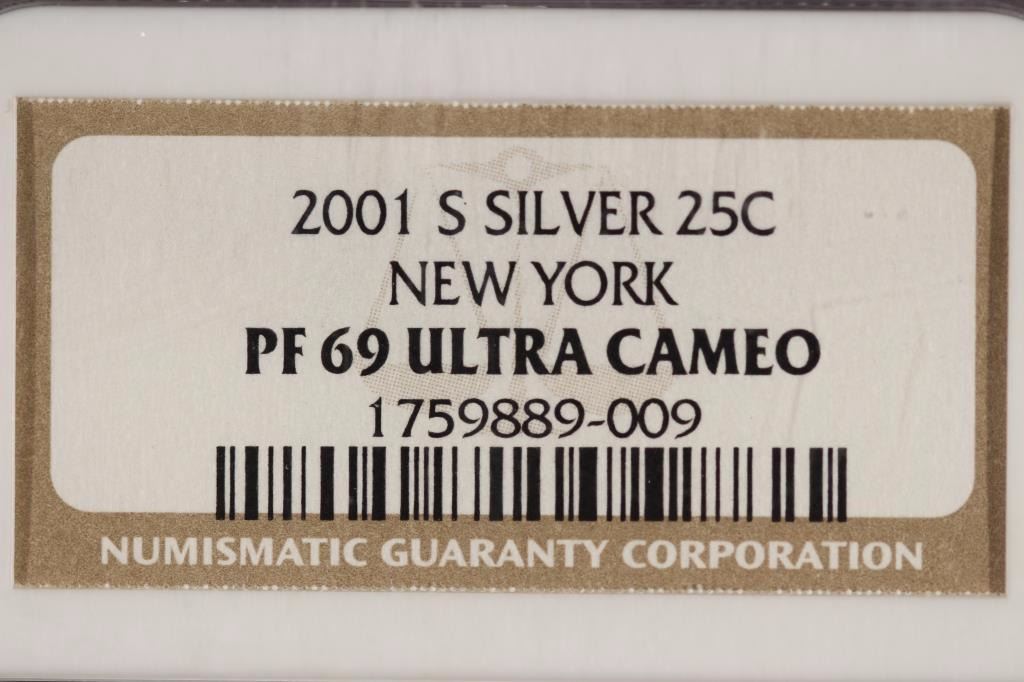 2001 S SILVER 25C
NEW YORK
PF 69 ULTRA CAMEO
1759889-009
NUMISMATIC GUARANTY CORPORATION